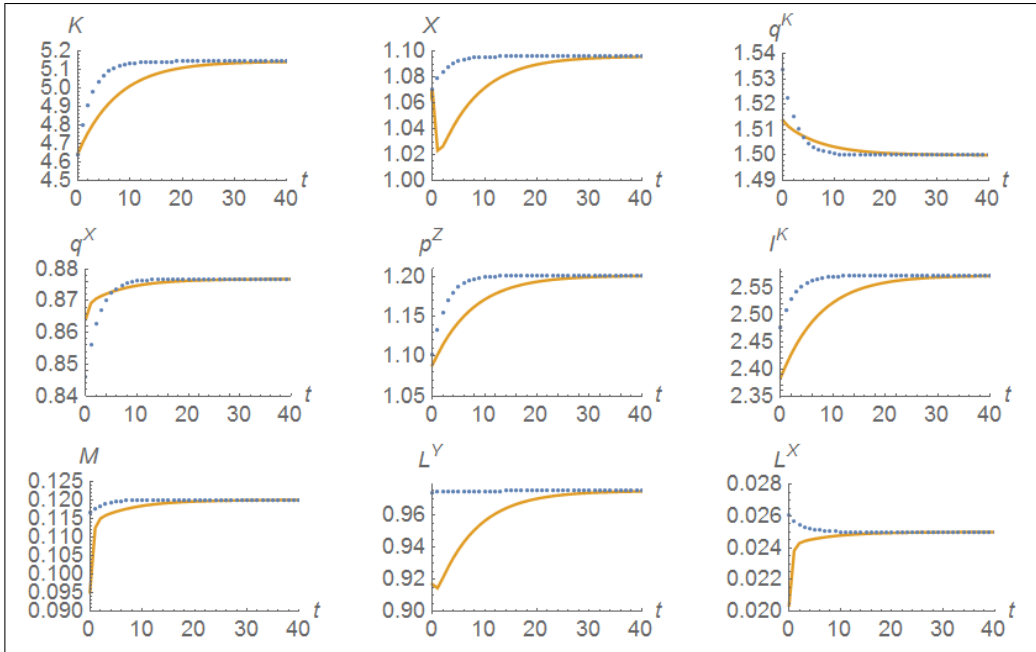 K
5.2
5.1
5.0
4.9
4.8
4.7
4.6
4.5
0 10 20 30 40
t
X
1.10
1.08
1.06
1.04
1.02
1.00
0 10 20 30 40
t
q^K
1.54
1.53
1.52
1.51
1.50
1.49
0 10 20 30 40
t
q^X
0.88
0.87
0.86
0.85
0.84
0 10 20 30 40
t
p^Z
1.20
1.15
1.10
1.05
0 10 20 30 40
t
I^K
2.55
2.50
2.45
2.40
2.35
0 10 20 30 40
t
M
0.125
0.120
0.115
0.110
0.105
0.100
0.095
0.090
0 10 20 30 40
t
L^Y
0.96
0.94
0.92
0.90
0 10 20 30 40
t
L^X
0.028
0.026
0.024
0.022
0.020
0 10 20 30 40
t